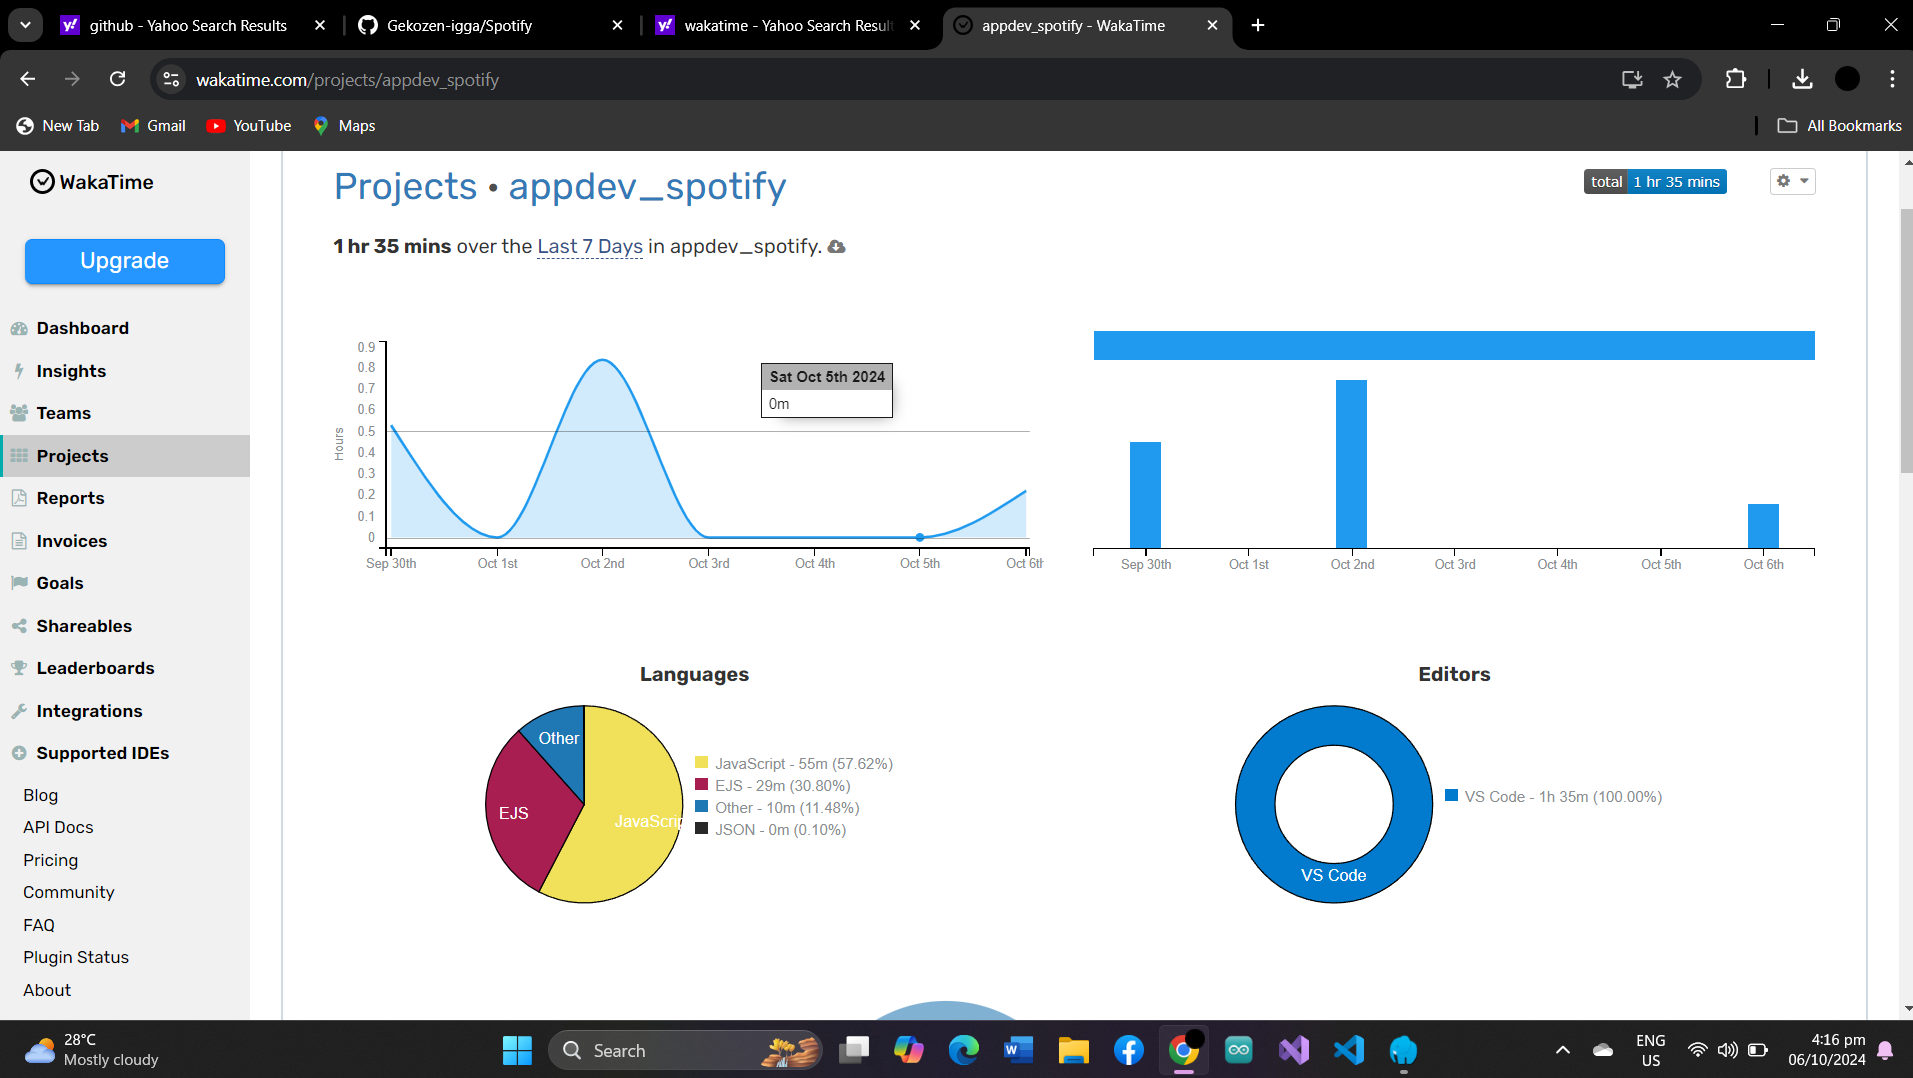 github - Yahoo Search Results
Gekozen-igga/Spotify
wakatime - Yahoo Search Resul
appdev_spotify - WakaTime
wakatime.com/projects/appdev_spotify
New Tab
Gmail
YouTube
Maps
All Bookmarks
WakaTime
Upgrade
Dashboard
Insights
Teams
Projects
Reports
Invoices
Goals
Shareables
Leaderboards
Integrations
Supported IDEs
Blog
API Docs
Pricing
Community
FAQ
Plugin Status
About
Projects • appdev_spotify
total 1 hr 35 mins
1 hr 35 mins over the Last 7 Days in appdev_spotify.
Hours
0.9
0.8
0.7
0.6
0.5
0.4
0.3
0.2
0.1
0
Sat Oct 5th 2024
0m
Sep 30th Oct 1st Oct 2nd Oct 3rd Oct 4th Oct 5th Oct 6th
Sep 30th Oct 1st Oct 2nd Oct 3rd Oct 4th Oct 5th Oct 6th
Languages
Other
EJS
JavaScrip
JavaScript - 55m (57.62%)
EJS - 29m (30.80%)
Other - 10m (11.48%)
JSON - 0m (0.10%)
Editors
VS Code
VS Code - 1h 35m (100.00%)
28°C
Mostly cloudy
Search
ENG
US
4:16 pm
06/10/2024